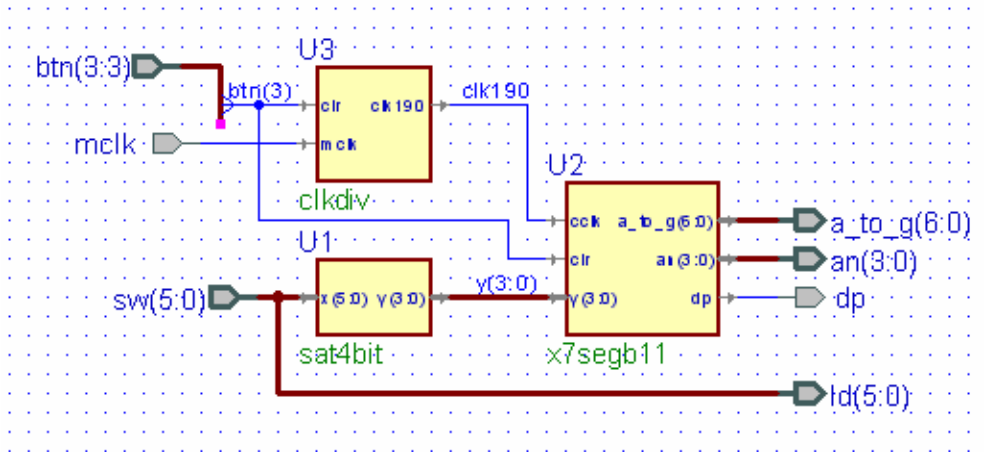 U3
btn(3:3)
btn(3)
clr clk190
clk190
mclk
mclk
clkdiv
U2
cclk a_to_g(6:0)
a_to_g(6:0)
U1
clr an(3:0)
an(3:0)
sw(5:0)
x(5:0) y(3:0)
y(3:0)
y(3:0) dp
dp
sat4bit
x7segb11
ld(5:0)